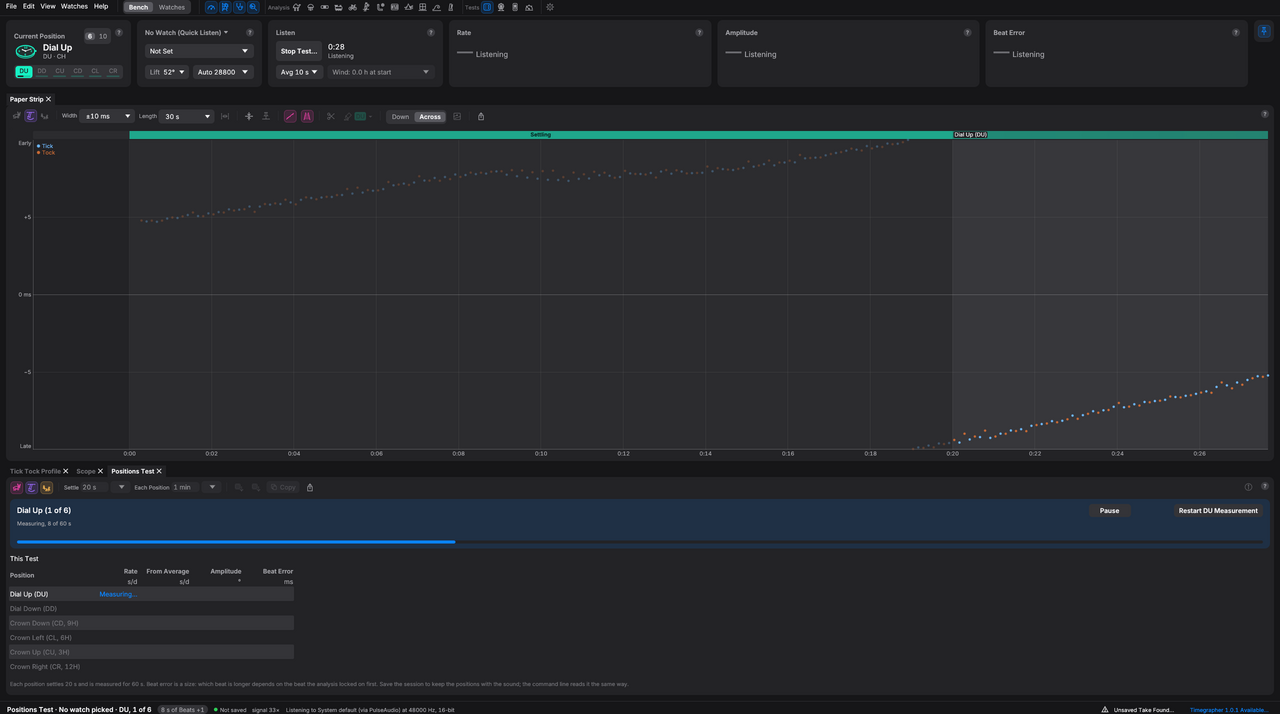 File Edit View Watches Help Bench Watches Analysis Tests
Current Position 6 10 ?
Dial Up
DU · CH
DU DD CU CD CL CR
No Watch (Quick Listen) ?
Not Set
Lift 52° Auto 28800
Listen ?
Stop Test... 0:28
Listening
Avg 10 s Wind: 0.0 h at start
Rate ?
Listening
Amplitude ?
Listening
Beat Error ?
Listening
Paper Strip
Width ±10 ms Length 30 s Down Across ?
Settling Dial Up (DU)
Early
Tick
Tock
+5
0 ms
−5
Late
0:00 0:02 0:04 0:06 0:08 0:10 0:12 0:14 0:16 0:18 0:20 0:22 0:24 0:26
Tick Tock Profile Scope Positions Test
Settle 20 s Each Position 1 min Copy ?
Dial Up (1 of 6) Pause Restart DU Measurement
Measuring, 8 of 60 s
This Test
Position Rate From Average Amplitude Beat Error
s/d s/d ° ms
Dial Up (DU) Measuring...
Dial Down (DD)
Crown Down (CD, 9H)
Crown Left (CL, 6H)
Crown Up (CU, 3H)
Crown Right (CR, 12H)
Each position settles 20 s and is measured for 60 s. Beat error is a size: which beat is longer depends on the beat the analysis locked on first. Save the session to keep the positions with the sound; the command line reads it the same way.
Positions Test · No watch picked · DU, 1 of 6 8 s of Beats +1 Not saved signal 33× Listening to System default (via PulseAudio) at 48000 Hz, 16-bit Unsaved Take Found... Timegrapher 1.0.1 Available...